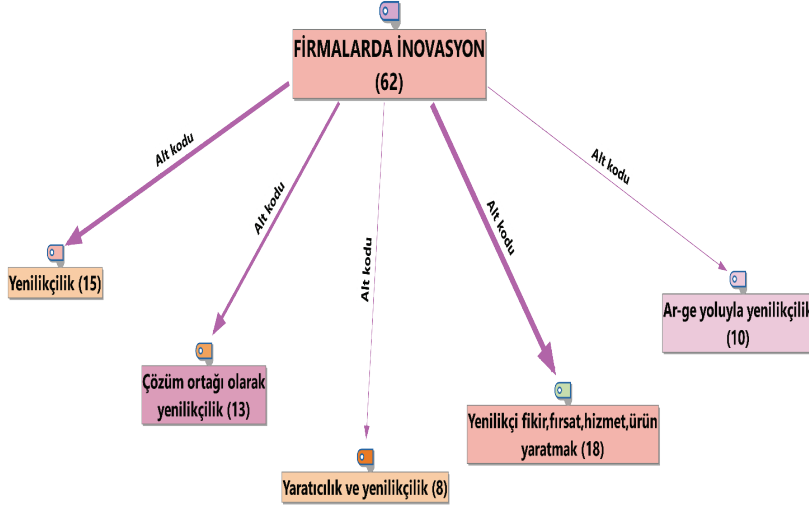 FİRMALARDA İNOVASYON
(62)
Alt kodu
Alt kodu
Alt kodu
Alt kodu
Alt kodu
Yenilikçilik (15)
Çözüm ortağı olarak
yenilikçilik (13)
Yaratıcılık ve yenilikçilik (8)
Yenilikçi fikir,fırsat,hizmet,ürün
yaratmak (18)
Ar-ge yoluyla yenilikçilik
(10)